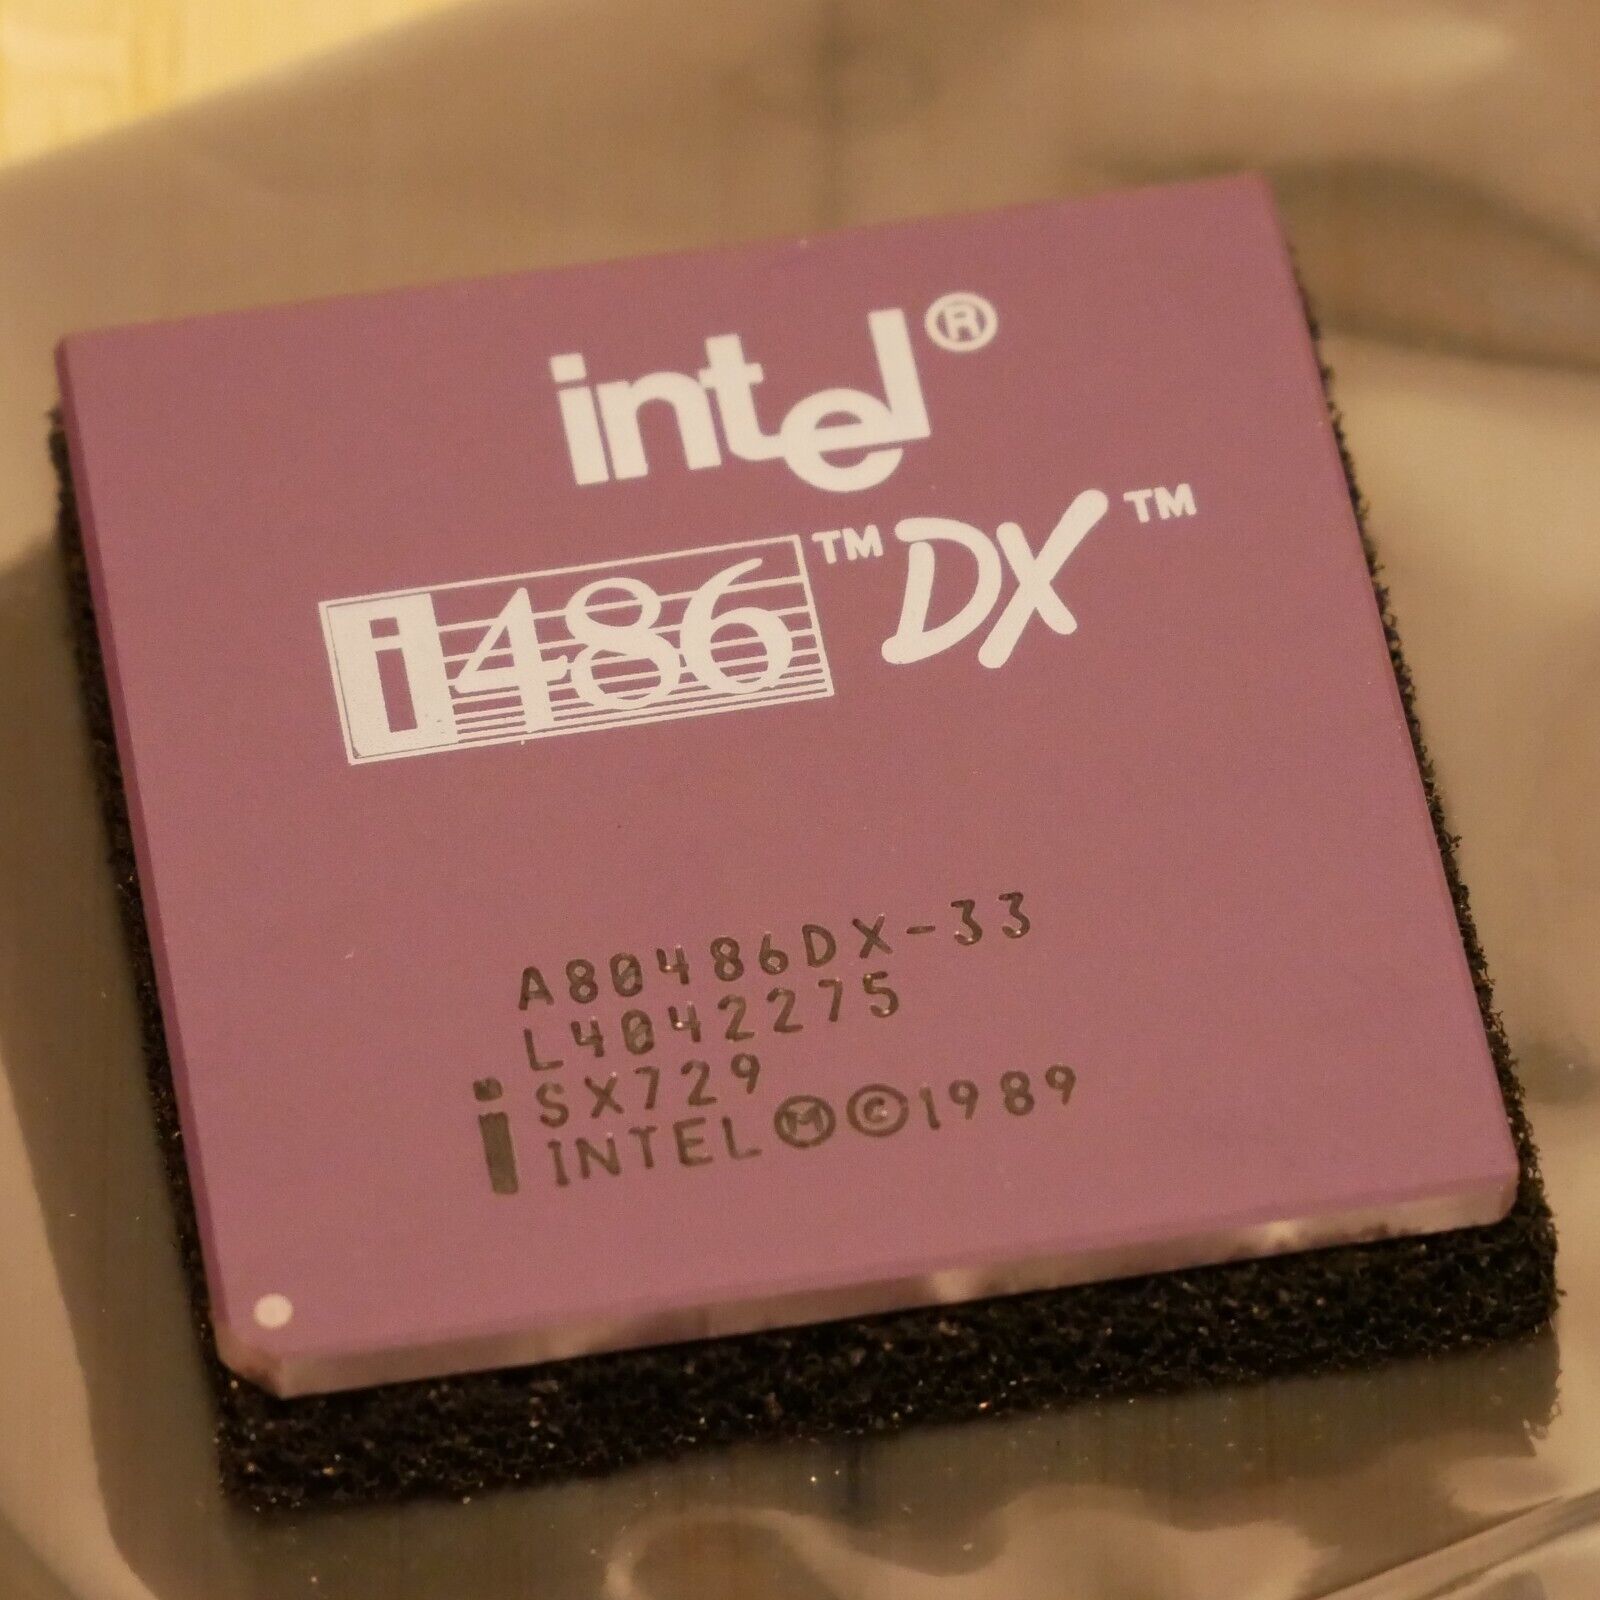 intel®
i486™ DX™
A80486DX-33
L4042275
SX729
i INTEL Ⓜ©1989